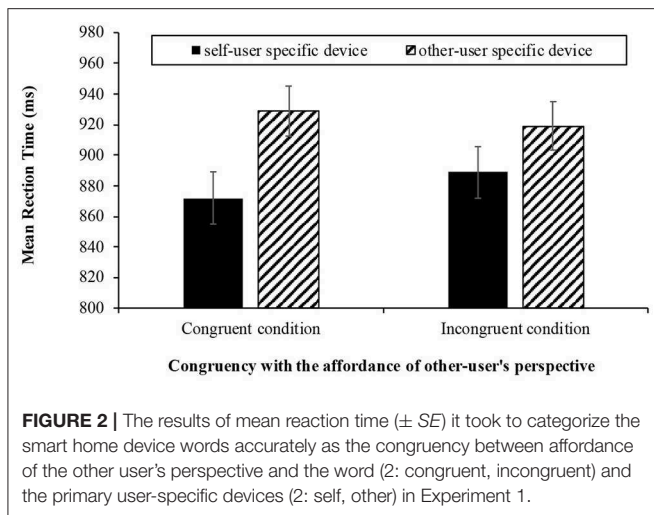 980
960
940
920
900
880
860
840
820
800
Mean Rection Time (ms)
self-user specific device other-user specific device
Congruent condition Incongruent condition
Congruency with the affordance of other-user's perspective
FIGURE 2 | The results of mean reaction time (± SE) it took to categorize the
smart home device words accurately as the congruency between affordance
of the other user's perspective and the word (2: congruent, incongruent) and
the primary user-specific devices (2: self, other) in Experiment 1.